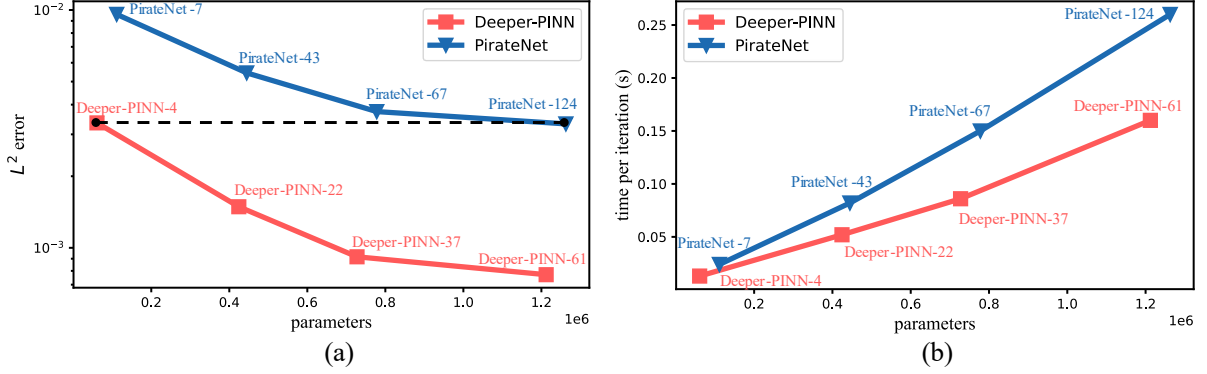 10⁻²
PirateNet -7
Deeper-PINN
PirateNet
PirateNet -43
PirateNet -67
PirateNet -124
Deeper-PINN-4
Deeper-PINN-22
Deeper-PINN-37
Deeper-PINN-61
10⁻³
L² error
0.2
0.4
0.6
0.8
1.0
1.2
1e6
parameters
(a)
0.25
0.20
0.15
0.10
0.05
time per iteration (s)
Deeper-PINN
PirateNet
PirateNet -124
PirateNet -67
Deeper-PINN-61
PirateNet -43
Deeper-PINN-37
PirateNet -7
Deeper-PINN-22
Deeper-PINN-4
0.2
0.4
0.6
0.8
1.0
1.2
1e6
parameters
(b)